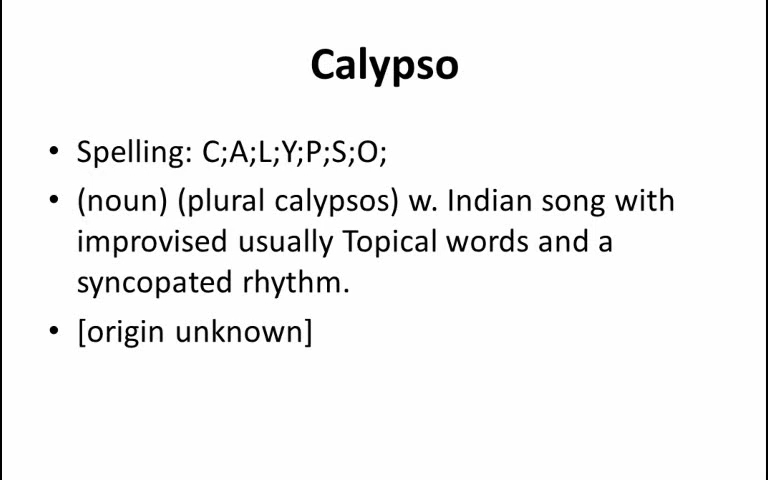 Calypso
• Spelling: C;A;L;Y;P;S;O;
• (noun) (plural calypsos) w. Indian song with
improvised usually Topical words and a
syncopated rhythm.
• [origin unknown]